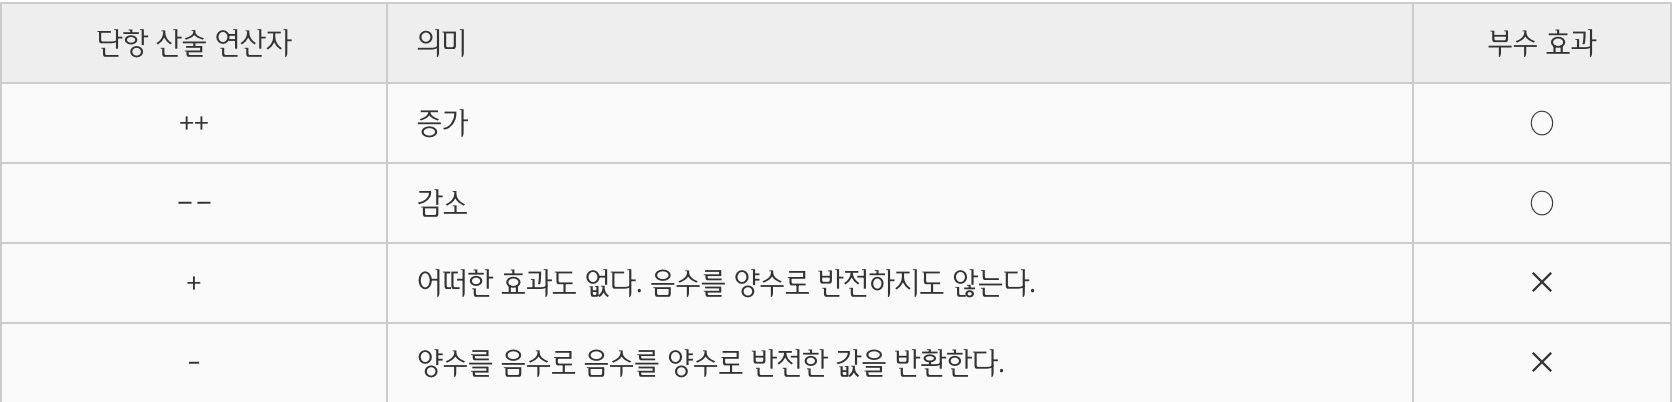 단항 산술 연산자 의미 부수 효과
++ 증가 ○
-- 감소 ○
+ 어떠한 효과도 없다. 음수를 양수로 반전하지도 않는다. ×
- 양수를 음수로 음수를 양수로 반전한 값을 반환한다. ×